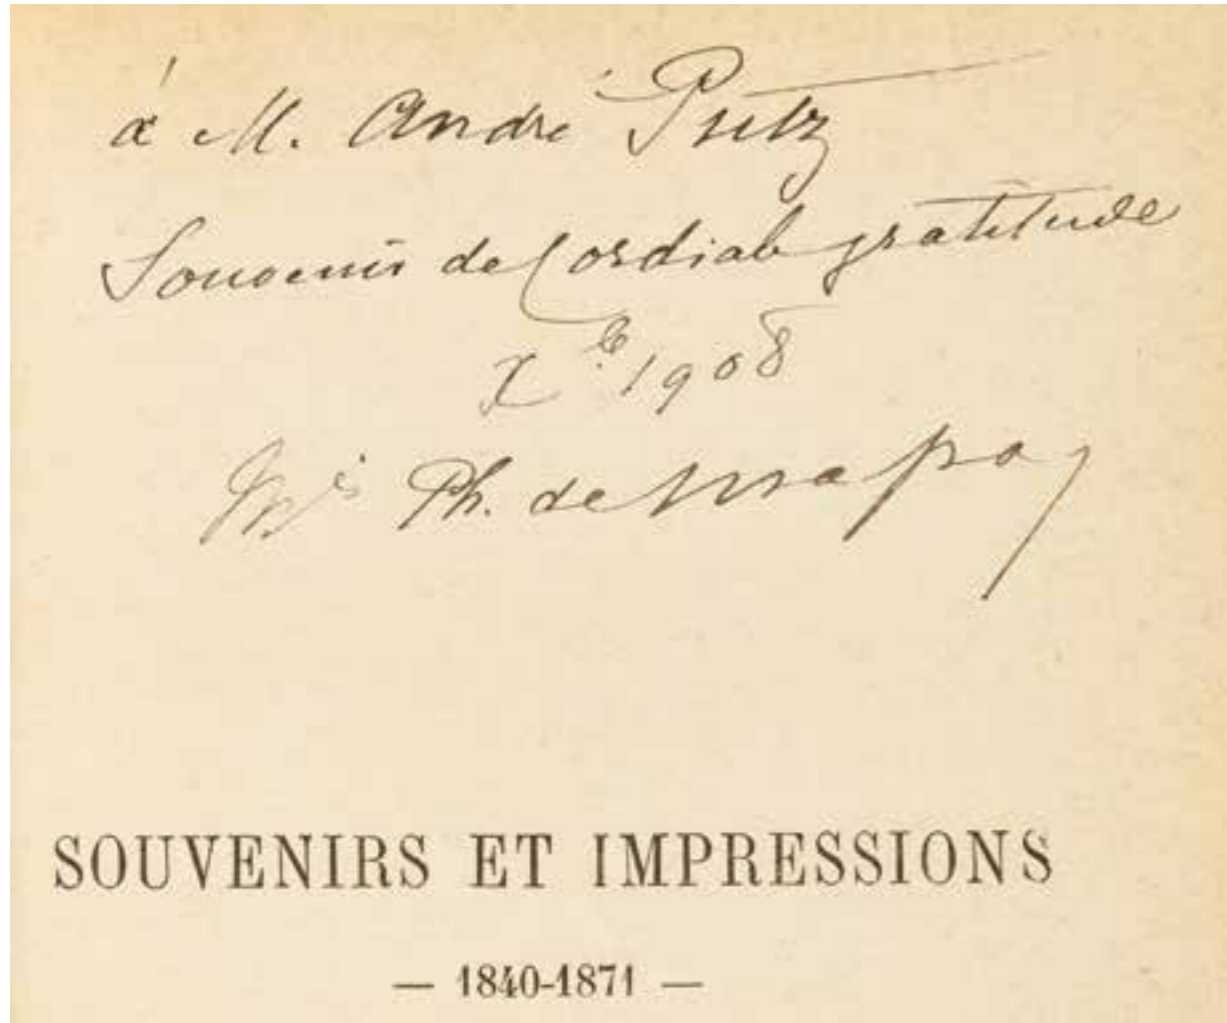 à M. André Putz
Souvenir de Cordiale gratitude
Xbre 1908
Mis Ph. de Massa
SOUVENIRS ET IMPRESSIONS
— 1840-1871 —